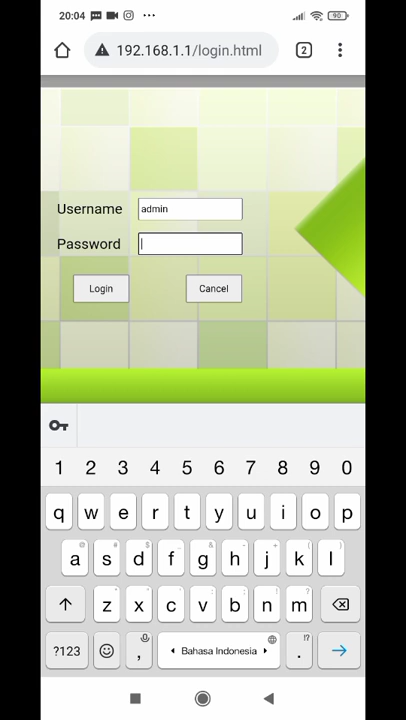 20:04 90
192.168.1.1/login.html 2
Username admin
Password
Login Cancel
1 2 3 4 5 6 7 8 9 0
q w e r t y u i o p
a s d f g h j k l
z x c v b n m
?123 , Bahasa Indonesia .